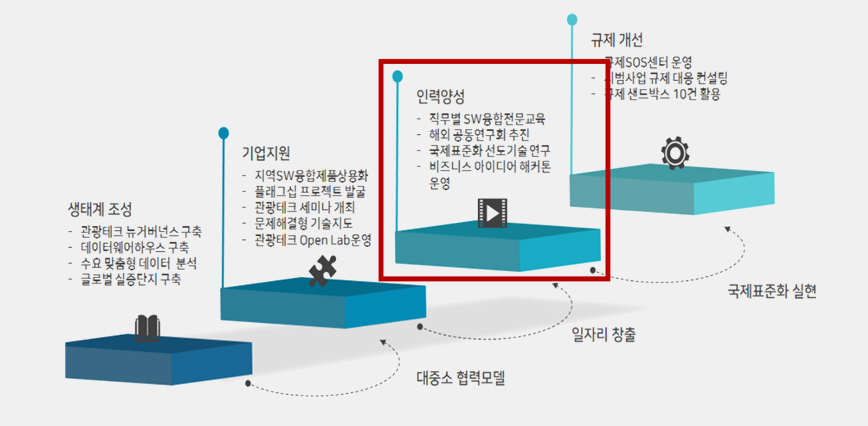 생태계 조성
- 관광테크 뉴거버넌스 구축
- 데이터웨어하우스 구축
- 수요 맞춤형 데이터 분석
- 글로벌 실증단지 구축
기업지원
- 지역SW융합제품상용화
- 플래그십 프로젝트 발굴
- 관광테크 세미나 개최
- 문제해결형 기술지도
- 관광테크 Open Lab운영
인력양성
- 직무별 SW융합전문교육
- 해외 공동연구회 추진
- 국제표준화 선도기술 연구
- 비즈니스 아이디어 해커톤
운영
규제 개선
- 규제SOS센터 운영
- 시범사업 규제 대응 컨설팅
- 규제 샌드박스 10건 활용
대중소 협력모델
일자리 창출
국제표준화 실현